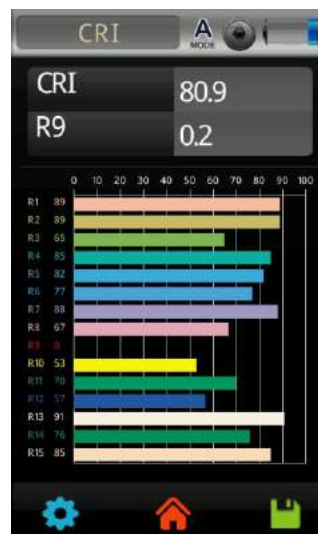 CRI A
MODE
CRI 80.9
R9 0.2
0 10 20 30 40 50 60 70 80 90 100
R1 89
R2 89
R3 65
R4 85
R5 82
R6 77
R7 88
R8 67
R9 0
R10 53
R11 70
R12 57
R13 91
R14 76
R15 85